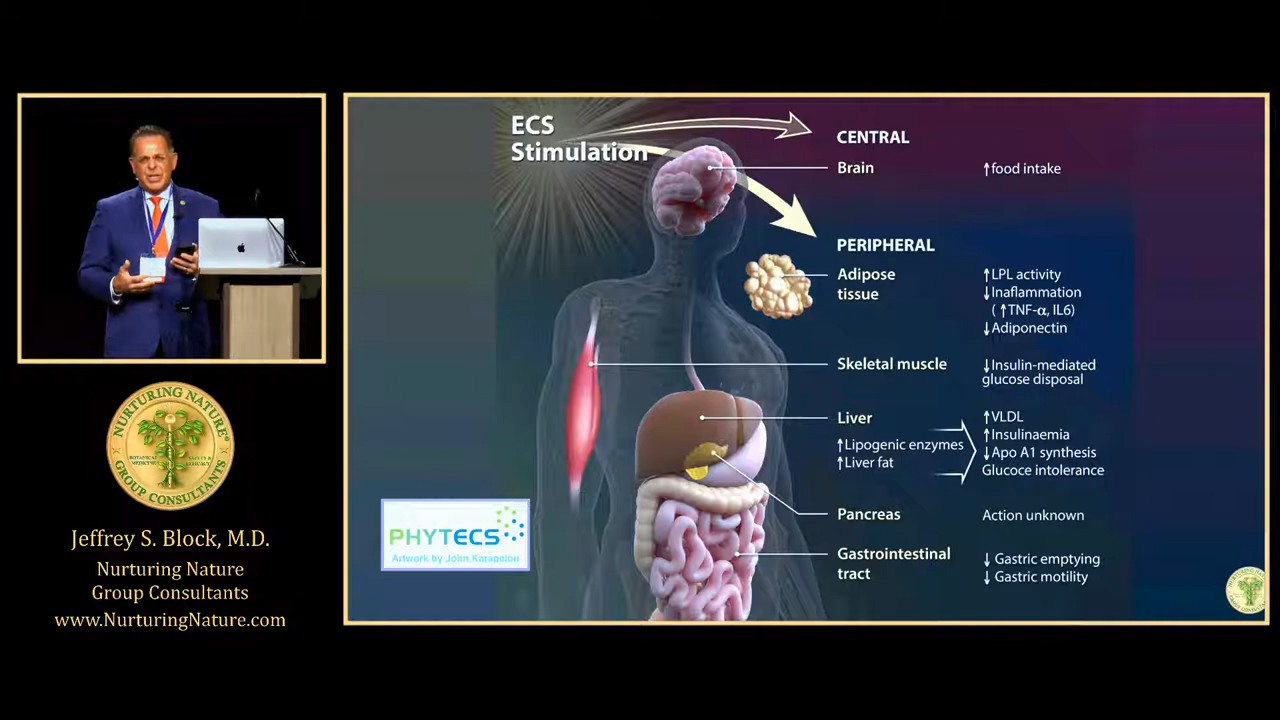 ECS
Stimulation
CENTRAL
Brain
↑food intake
PERIPHERAL
Adipose
tissue
↑LPL activity
↓Inaflammation
( ↑TNF-α, IL6)
↓Adiponectin
Skeletal muscle
↓Insulin-mediated
glucose disposal
Liver
↑Lipogenic enzymes
↑Liver fat
↑VLDL
↑Insulinaemia
↓Apo A1 synthesis
Glucoce intolerance
Pancreas
Action unknown
Gastrointestinal
tract
↓ Gastric emptying
↓ Gastric motility
PHYTECS
Artwork by John Karapelou
NURTURING NATURE®
GROUP CONSULTANTS
Jeffrey S. Block, M.D.
Nurturing Nature
Group Consultants
www.NurturingNature.com